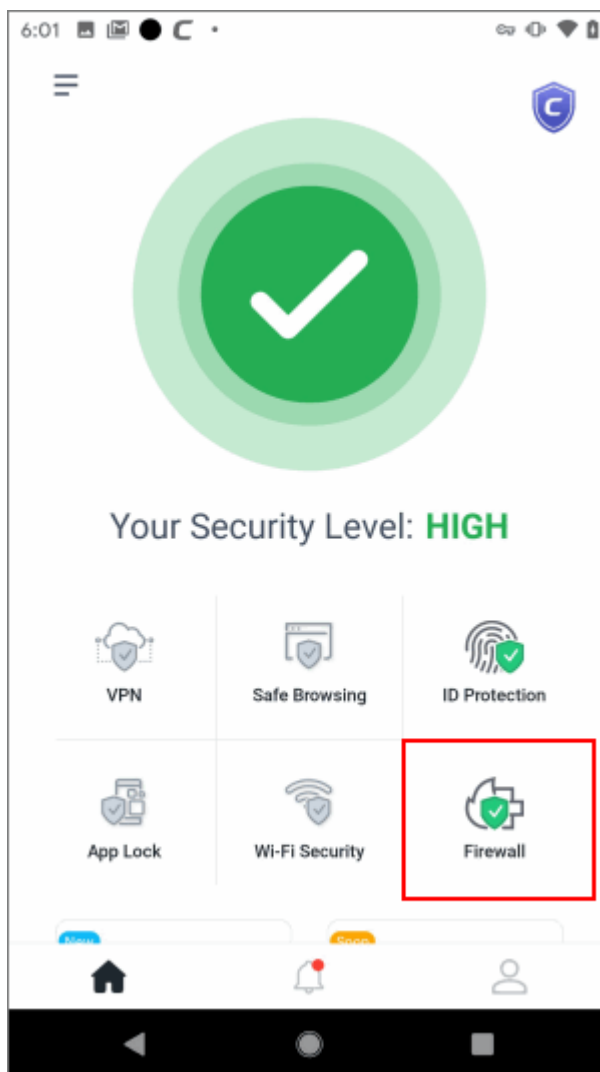 6:01
Your Security Level: HIGH
VPN
Safe Browsing
ID Protection
App Lock
Wi-Fi Security
Firewall